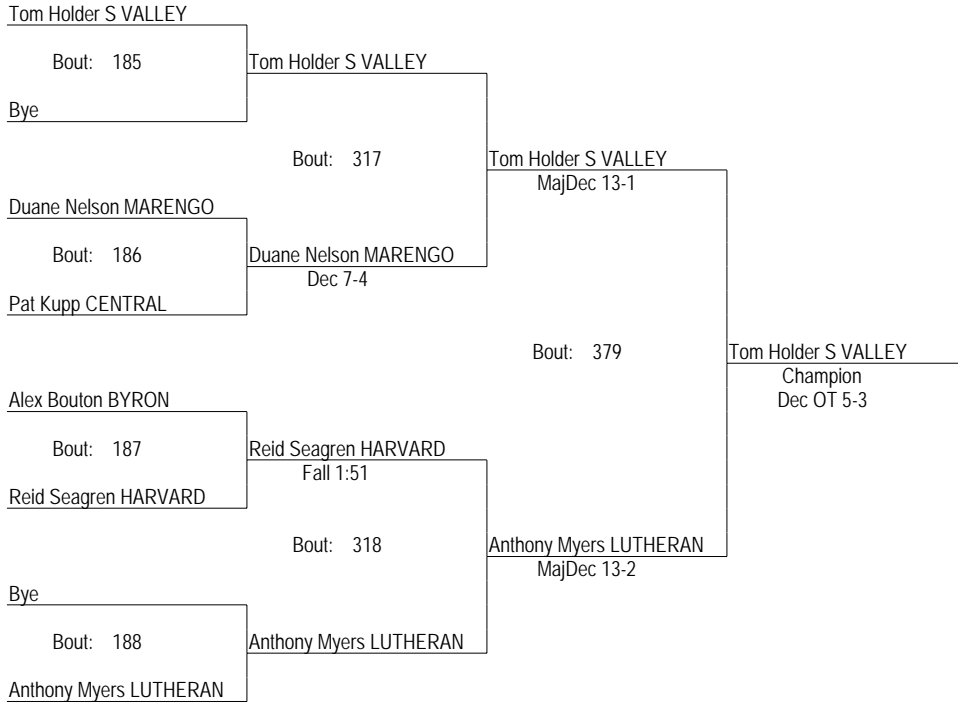 Tom Holder S VALLEY
Bout: 185
Tom Holder S VALLEY
Bye
Bout: 317
Tom Holder S VALLEY
MajDec 13-1
Duane Nelson MARENGO
Bout: 186
Duane Nelson MARENGO
Dec 7-4
Pat Kupp CENTRAL
Bout: 379
Tom Holder S VALLEY
Champion
Dec OT 5-3
Alex Bouton BYRON
Bout: 187
Reid Seagren HARVARD
Fall 1:51
Reid Seagren HARVARD
Bout: 318
Anthony Myers LUTHERAN
MajDec 13-2
Bye
Bout: 188
Anthony Myers LUTHERAN
Anthony Myers LUTHERAN